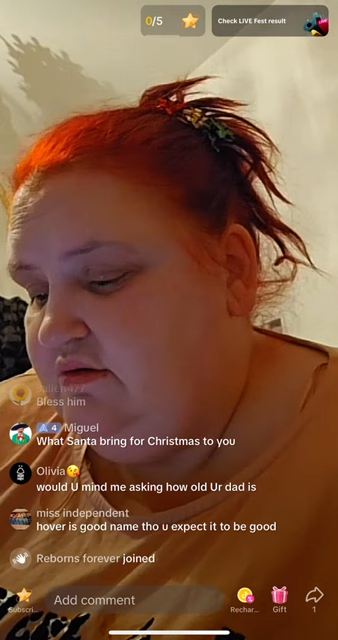 0/5
Check LIVE Fest result
Bless him
4 Miguel
What Santa bring for Christmas to you
Olivia😘
would U mind me asking how old Ur dad is
miss independent
hover is good name tho u expect it to be good
Reborns forever joined
Subscri...
Add comment
Rechar...
Gift
1